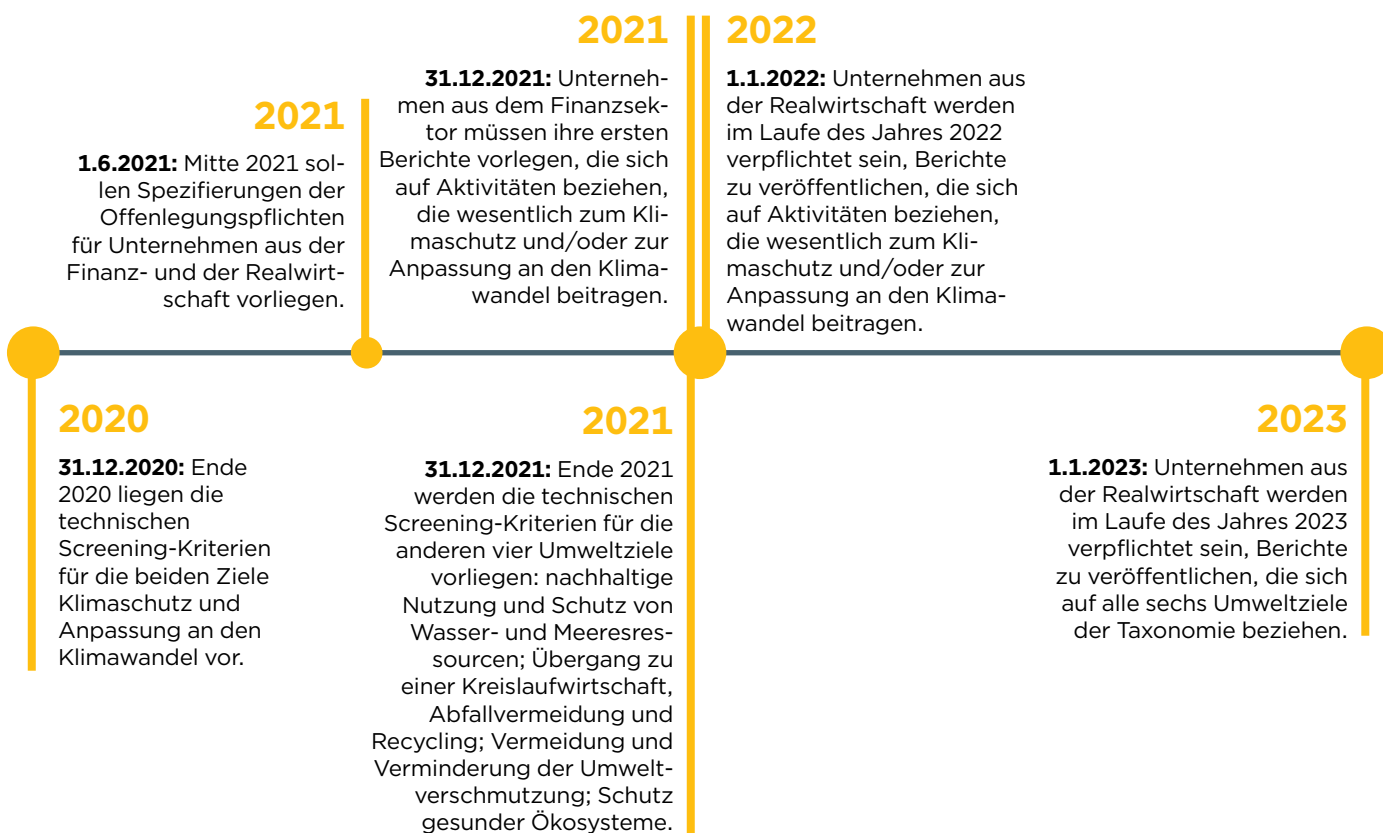 2021
31.12.2021: Unterneh-
men aus dem Finanzsek-
tor müssen ihre ersten
Berichte vorlegen, die sich
auf Aktivitäten beziehen,
die wesentlich zum Kli-
maschutz und/oder zur
Anpassung an den Klima-
wandel beitragen.
2022
1.1.2022: Unternehmen aus
der Realwirtschaft werden
im Laufe des Jahres 2022
verpflichtet sein, Berichte
zu veröffentlichen, die sich
auf Aktivitäten beziehen,
die wesentlich zum Kli-
maschutz und/oder zur
Anpassung an den Klima-
wandel beitragen.
2021
1.6.2021: Mitte 2021 sol-
len Spezifierungen der
Offenlegungspflichten
für Unternehmen aus der
Finanz- und der Realwirt-
schaft vorliegen.
2020
31.12.2020: Ende
2020 liegen die
technischen
Screening-Kriterien
für die beiden Ziele
Klimaschutz und
Anpassung an den
Klimawandel vor.
2021
31.12.2021: Ende 2021
werden die technischen
Screening-Kriterien für die
anderen vier Umweltziele
vorliegen: nachhaltige
Nutzung und Schutz von
Wasser- und Meeresres-
sourcen; Übergang zu
einer Kreislaufwirtschaft,
Abfallvermeidung und
Recycling; Vermeidung und
Verminderung der Umwelt-
verschmutzung; Schutz
gesunder Ökosysteme.
2023
1.1.2023: Unternehmen aus
der Realwirtschaft werden
im Laufe des Jahres 2023
verpflichtet sein, Berichte
zu veröffentlichen, die sich
auf alle sechs Umweltziele
der Taxonomie beziehen.